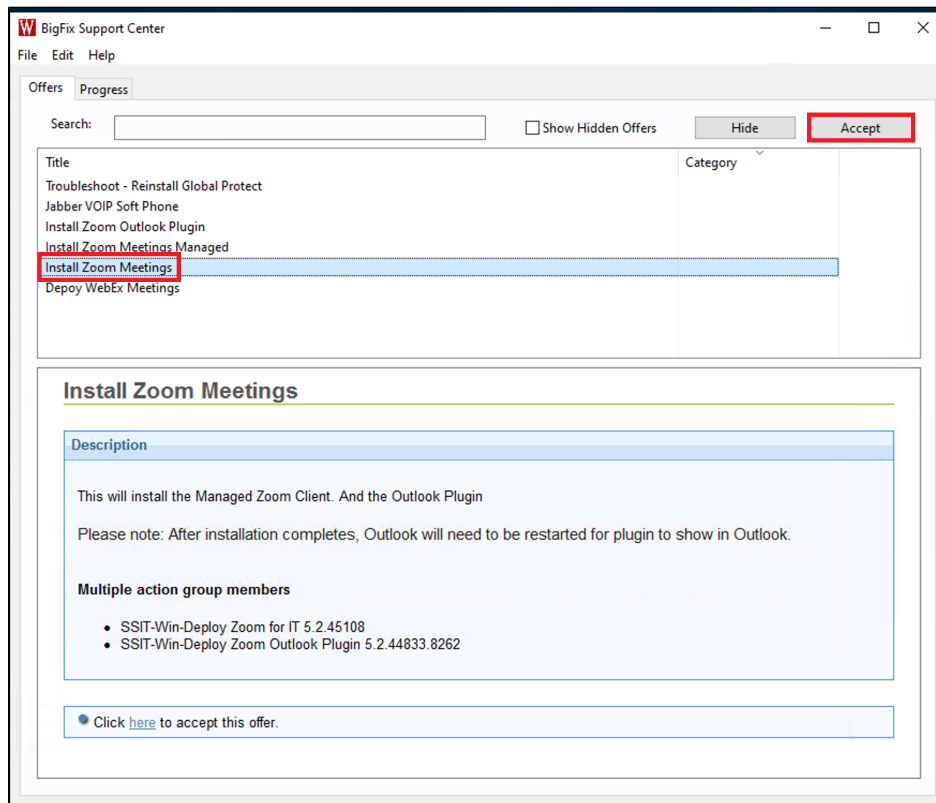 W BigFix Support Center
File Edit Help
Offers Progress
Search: Show Hidden Offers Hide Accept
Title Category
Troubleshoot - Reinstall Global Protect
Jabber VOIP Soft Phone
Install Zoom Outlook Plugin
Install Zoom Meetings Managed
Install Zoom Meetings
Depoy WebEx Meetings
Install Zoom Meetings
Description
This will install the Managed Zoom Client. And the Outlook Plugin
Please note: After installation completes, Outlook will need to be restarted for plugin to show in Outlook.
Multiple action group members
SSIT-Win-Deploy Zoom for IT 5.2.45108
SSIT-Win-Deploy Zoom Outlook Plugin 5.2.44833.8262
Click here to accept this offer.